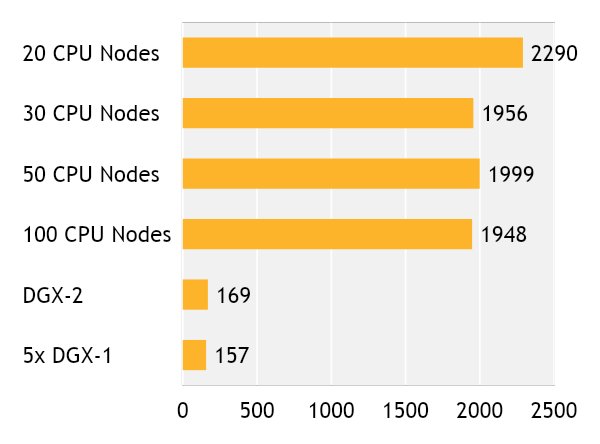 20 CPU Nodes 2290
30 CPU Nodes 1956
50 CPU Nodes 1999
100 CPU Nodes 1948
DGX-2 169
5x DGX-1 157
0 500 1000 1500 2000 2500